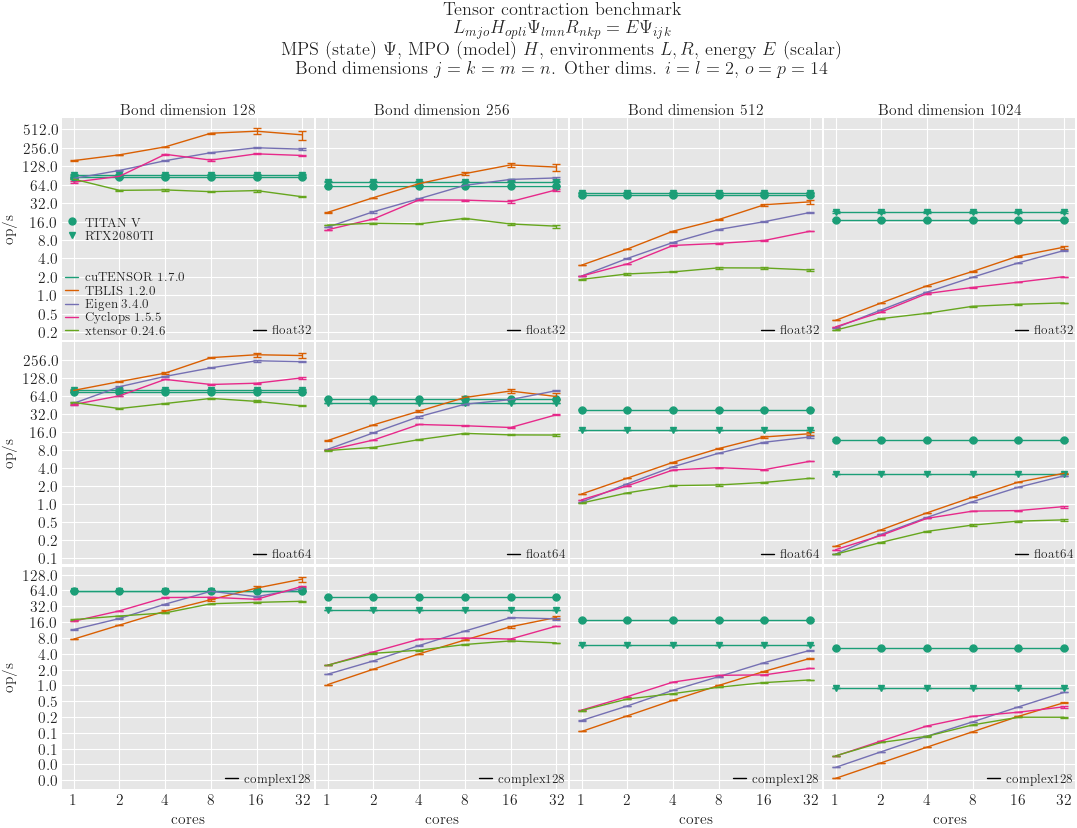 Tensor contraction benchmark
L_{mjo}H_{opli}Ψ_{lmn}R_{nkp} = EΨ_{ijk}
MPS (state) Ψ, MPO (model) H, environments L, R, energy E (scalar)
Bond dimensions j = k = m = n. Other dims. i = l = 2, o = p = 14
Bond dimension 128
Bond dimension 256
Bond dimension 512
Bond dimension 1024
op/s
512.0
256.0
128.0
64.0
32.0
16.0
8.0
4.0
2.0
1.0
0.5
0.2
TITAN V
RTX2080TI
cuTENSOR 1.7.0
TBLIS 1.2.0
Eigen 3.4.0
Cyclops 1.5.5
xtensor 0.24.6
float32
float32
float32
float32
op/s
256.0
128.0
64.0
32.0
16.0
8.0
4.0
2.0
1.0
0.5
0.2
0.1
float64
float64
float64
float64
op/s
128.0
64.0
32.0
16.0
8.0
4.0
2.0
1.0
0.5
0.2
0.1
0.1
0.0
0.0
complex128
complex128
complex128
complex128
1 2 4 8 16 32
1 2 4 8 16 32
1 2 4 8 16 32
1 2 4 8 16 32
cores
cores
cores
cores